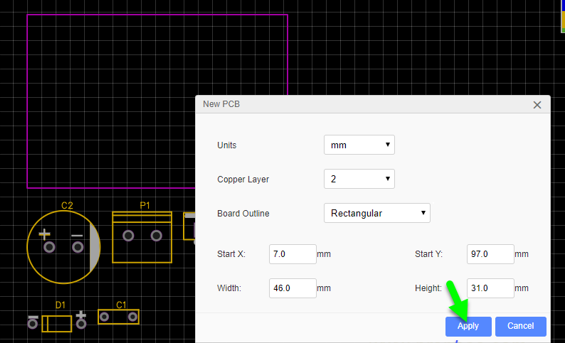 New PCB
Units mm
Copper Layer 2
Board Outline Rectangular
Start X: 7.0 mm Start Y: 97.0 mm
Width: 46.0 mm Height: 31.0 mm
Apply Cancel
C2 P1
+ −
D1 C1
− +